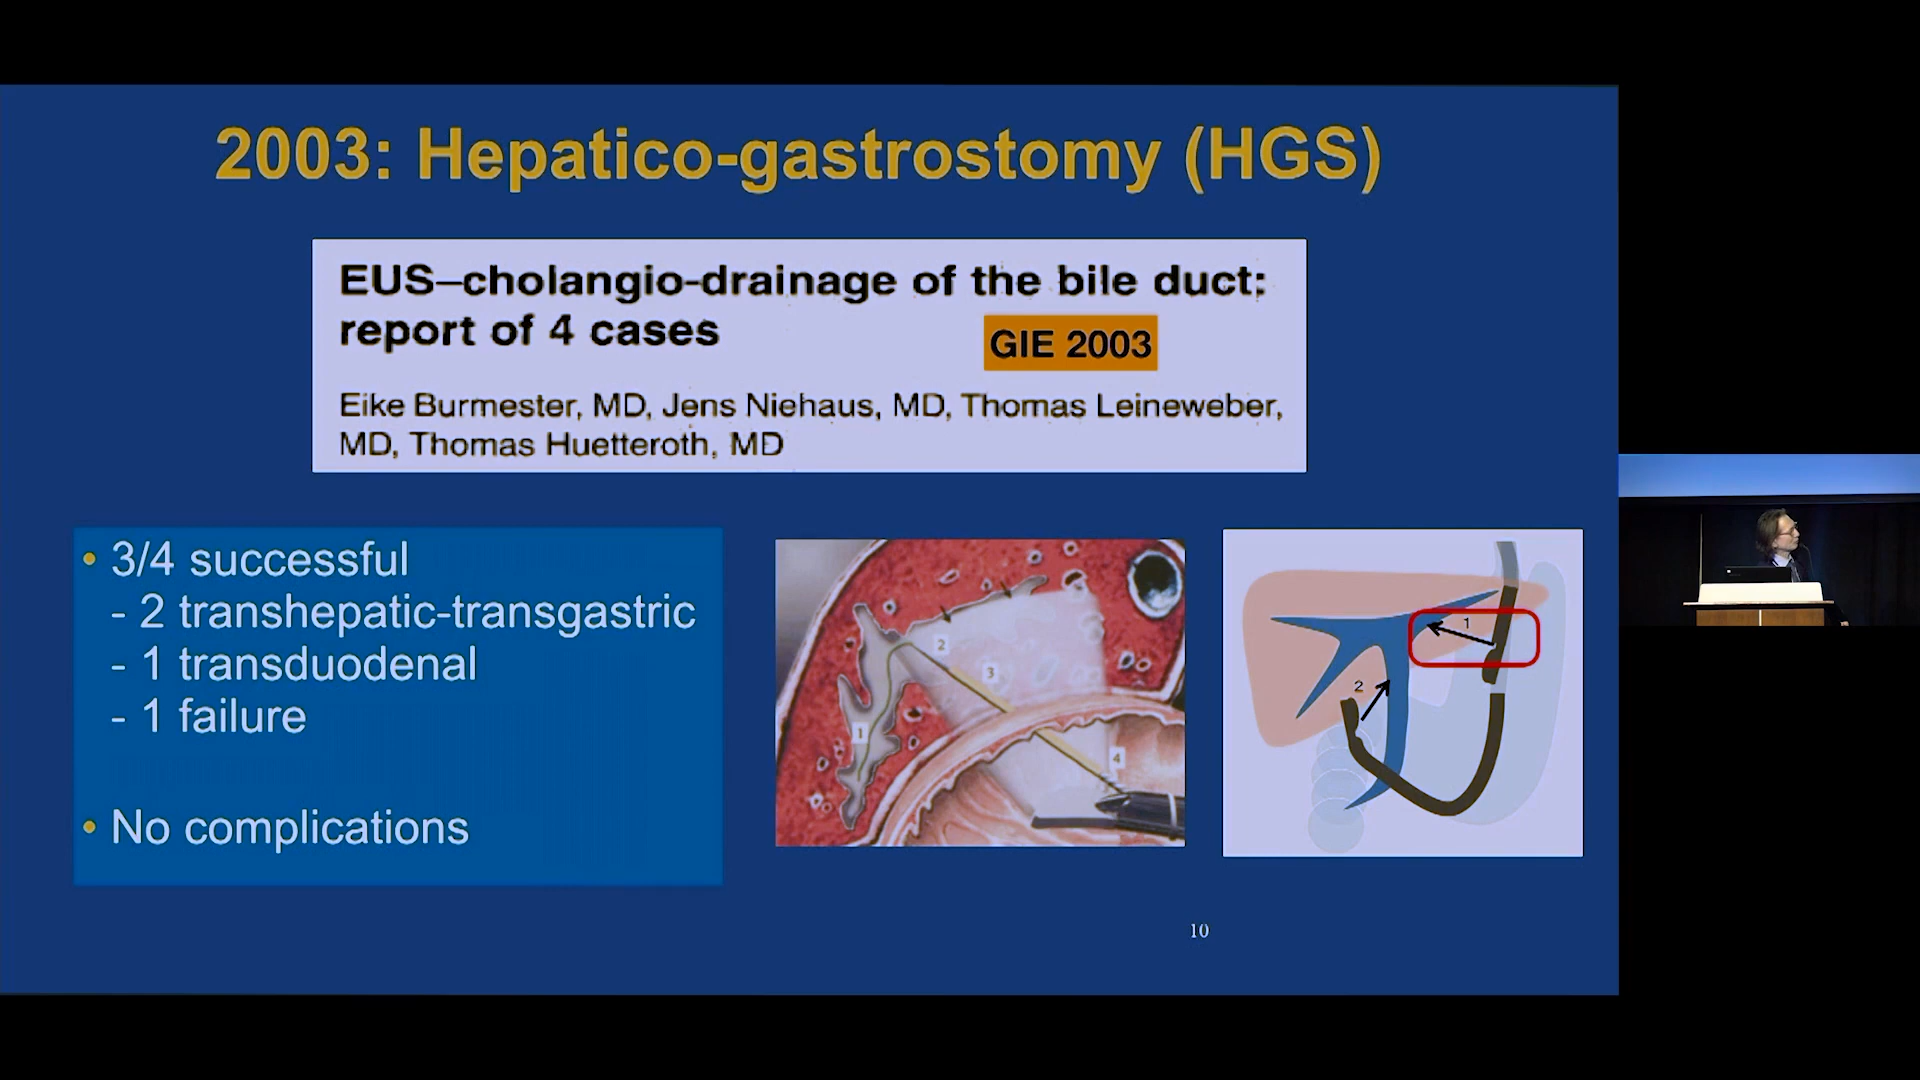 2003: Hepatico-gastrostomy (HGS)
EUS–cholangio-drainage of the bile duct:
report of 4 cases
GIE 2003
Eike Burmester, MD, Jens Niehaus, MD, Thomas Leineweber,
MD, Thomas Huetteroth, MD
• 3/4 successful
- 2 transhepatic-transgastric
- 1 transduodenal
- 1 failure
• No complications
2
3
1
4
1
2
10